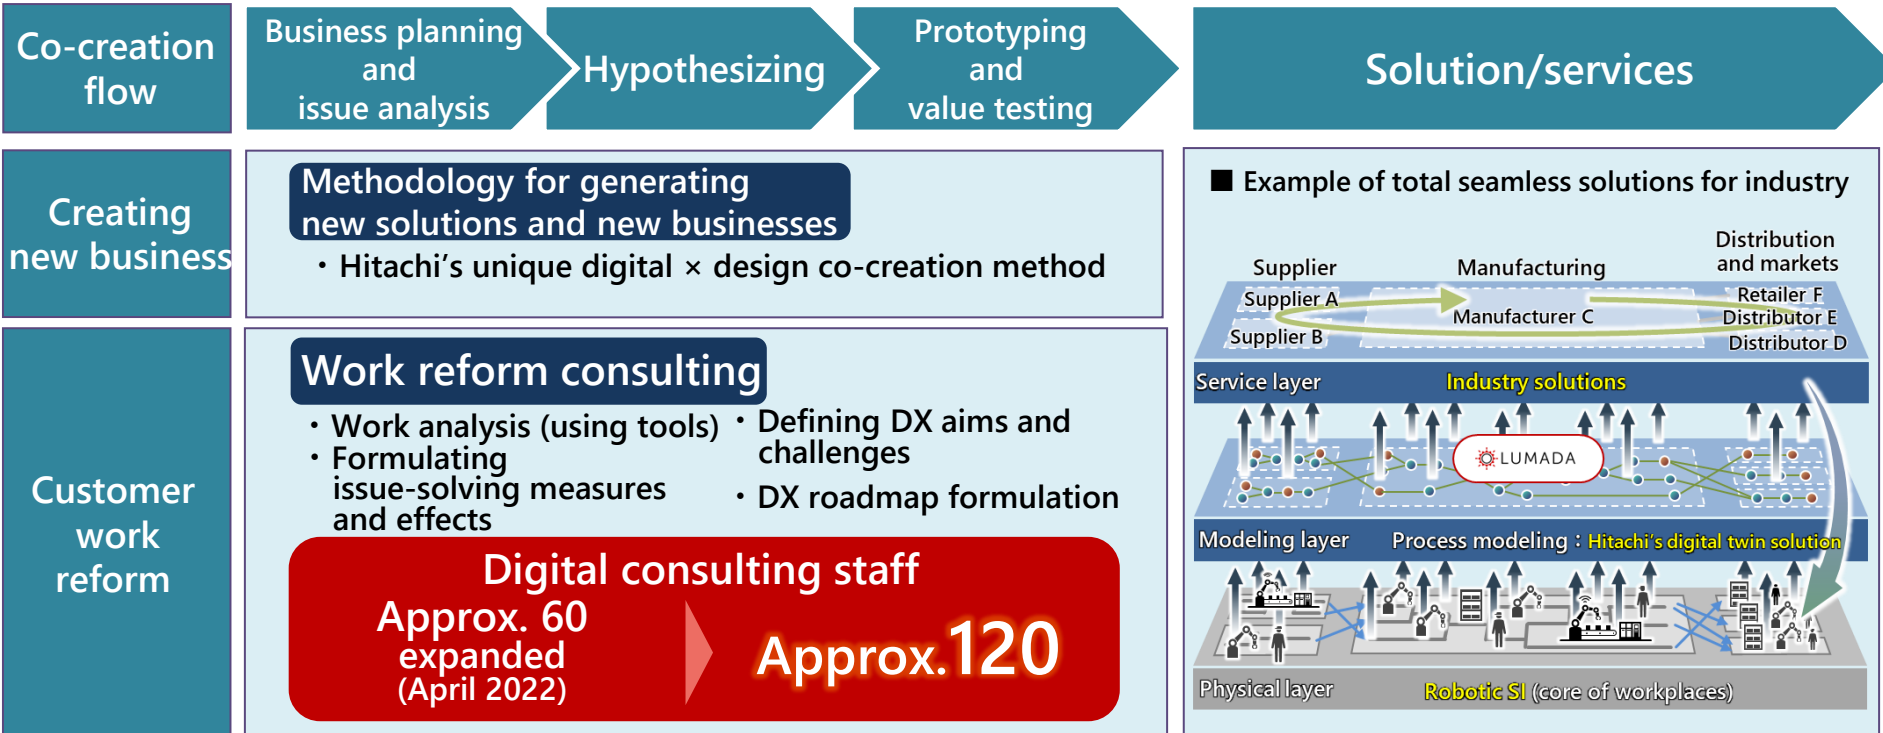 Co-creation
flow
Business planning
and
issue analysis
Hypothesizing
Prototyping
and
value testing
Solution/services
Creating
new business
Methodology for generating
new solutions and new businesses
・Hitachi's unique digital × design co-creation method
Customer
work
reform
Work reform consulting
・Work analysis (using tools)
・Formulating
issue-solving measures
and effects
・Defining DX aims and
challenges
・DX roadmap formulation
Digital consulting staff
Approx. 60
expanded
(April 2022)
Approx.120
■ Example of total seamless solutions for industry
Supplier
Manufacturing
Distribution
and markets
Supplier A
Supplier B
Manufacturer C
Retailer F
Distributor E
Distributor D
Service layer
Industry solutions
LUMADA
Modeling layer
Process modeling：Hitachi's digital twin solution
Physical layer
Robotic SI (core of workplaces)